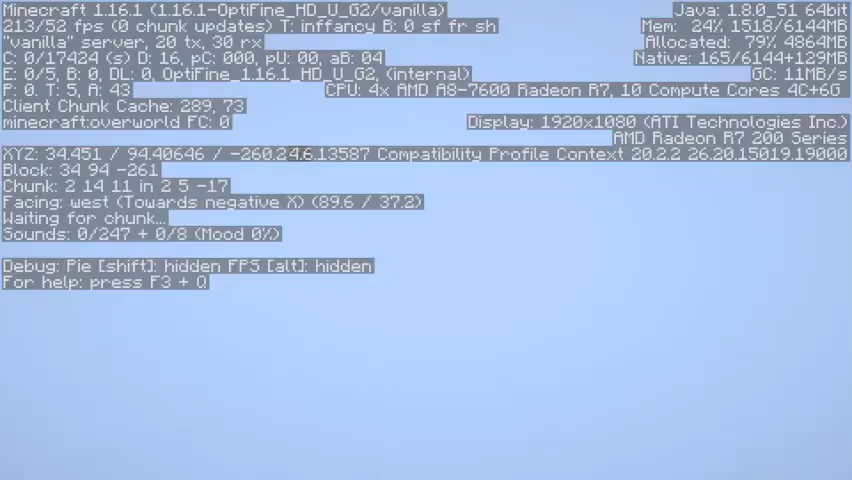 Minecraft 1.16.1 (1.16.1-OptiFine_HD_U_G2/vanilla)
213/52 fps (0 chunk updates) T: inffancy B: 0 sf fr sh
"vanilla" server, 20 tx, 30 rx
C: 0/17424 (s) D: 16, pC: 000, pU: 00, aB: 04
E: 0/5, B: 0, DL: 0, OptiFine_1.16.1_HD_U_G2, (internal)
P: 0. T: 5, A: 43
Client Chunk Cache: 289, 73
minecraft:overworld FC: 0
XYZ: 34.451 / 94.40646 / -260.2
Block: 34 94 -261
Chunk: 2 14 11 in 2 5 -17
Facing: west (Towards negative X) (89.6 / 37.2)
Waiting for chunk...
Sounds: 0/247 + 0/8 (Mood 0%)
Debug: Pie [shift]: hidden FPS [alt]: hidden
For help: press F3 + Q
Java: 1.8.0_51 64bit
Mem: 24% 1518/6144MB
Allocated: 79% 4864MB
Native: 165/6144+129MB
GC: 11MB/s
CPU: 4x AMD A8-7600 Radeon R7, 10 Compute Cores 4C+6G
Display: 1920x1080 (ATI Technologies Inc.)
AMD Radeon R7 200 Series
4.6.13587 Compatibility Profile Context 20.2.2 26.20.15019.19000